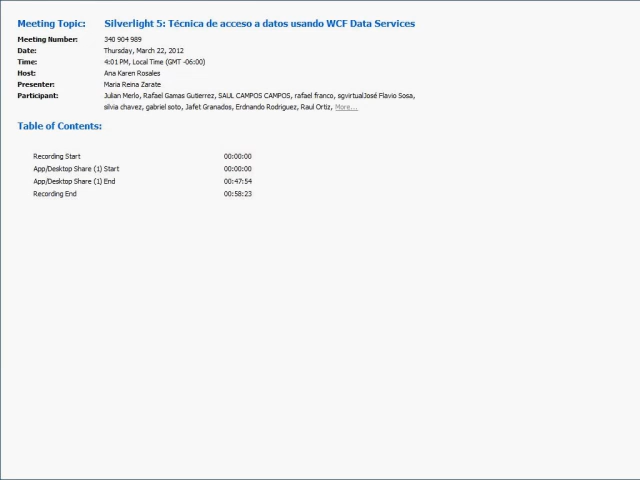 Meeting Topic: Silverlight 5: Técnica de acceso a datos usando WCF Data Services
Meeting Number: 340 904 989
Date: Thursday, March 22, 2012
Time: 4:01 PM, Local Time (GMT -06:00)
Host: Ana Karen Rosales
Presenter: Maria Reina Zarate
Participant: Julian Merlo, Rafael Gamas Gutierrez, SAUL CAMPOS CAMPOS, rafael franco, sgvirtualJosé Flavio Sosa,
silvia chavez, gabriel soto, Jafet Granados, Erdnando Rodriguez, Raul Ortiz, More...
Table of Contents:
Recording Start 00:00:00
App/Desktop Share (1) Start 00:00:00
App/Desktop Share (1) End 00:47:54
Recording End 00:58:23